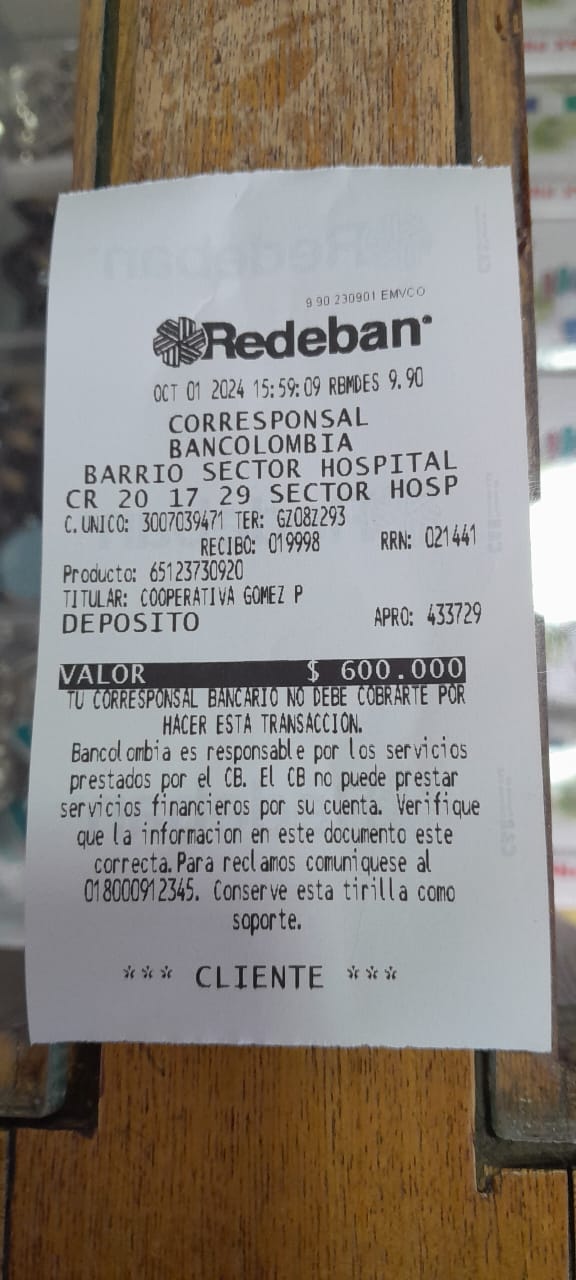 9.90 230901 EMVCO
Redeban
OCT 01 2024 15:59:09 RBMDES 9.90
CORRESPONSAL
BANCOLOMBIA
BARRIO SECTOR HOSPITAL
CR 20 17 29 SECTOR HOSP
C. UNICO: 3007039471 TER: GZ08Z293
RECIBO: 019998 RRN: 021441
Producto: 65123730920
TITULAR: COOPERATIVA GOMEZ P
DEPOSITO APRO: 433729
VALOR $ 600.000
TU CORRESPONSAL BANCARIO NO DEBE COBRARTE POR
HACER ESTA TRANSACCION.
Bancolombia es responsable por los servicios
prestados por el CB. El CB no puede prestar
servicios financieros por su cuenta. Verifique
que la informacion en este documento este
correcta. Para reclamos comuniquese al
018000912345. Conserve esta tirilla como
soporte.
*** CLIENTE ***